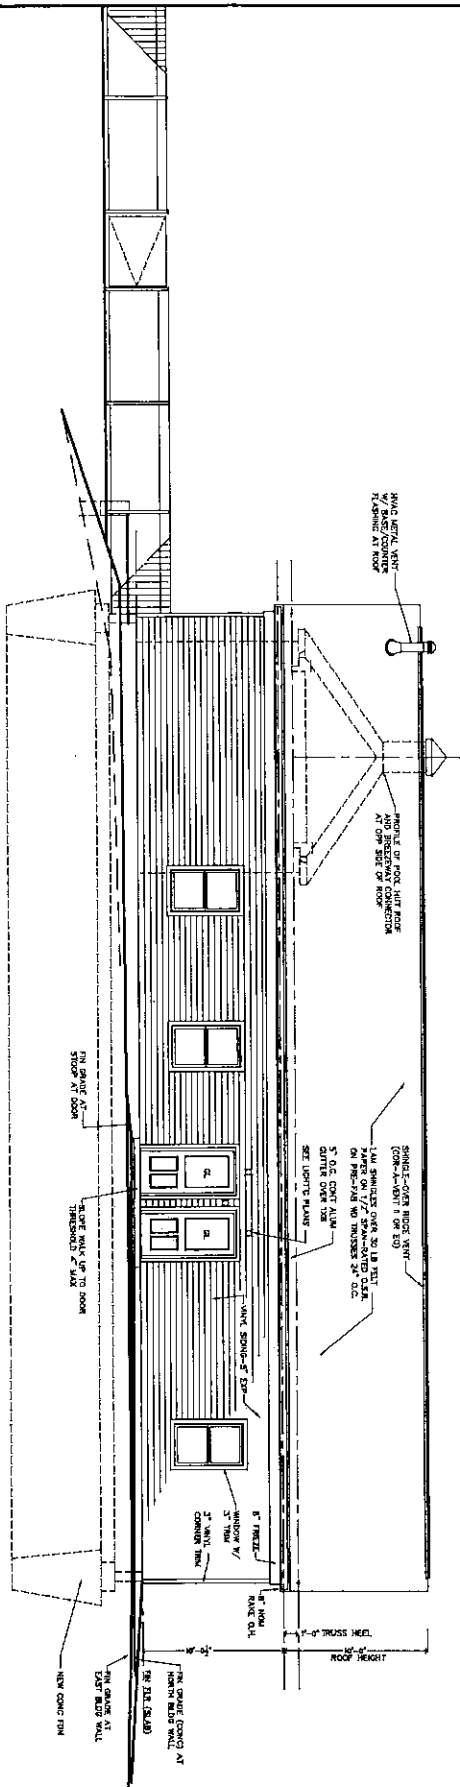 HVAC METAL VENT
W/ BASE/COUNTER
FLASHING AT ROOF
PROFILE OF POOL HUT ROOF
AND BREEZEWAY CONNECTOR
AT OPP SIDE OF ROOF
SHINGLE-OVER RIDGE VENT
(COR-A-VENT II OR EQ)
LAM SHINGLES OVER 30 LB FELT
PAPER ON 1/2" SPAN-RATED O.S.B.
ON PRE-FAB WD TRUSSES 24" O.C.
5" O.G. CONT ALUM
GUTTER OVER 1X8
SEE LIGHT'G PLANS
VINYL SIDING-5" EXP
8" FRIEZE
WINDOW W/
3" TRIM
3" VINYL
CORNER TRIM
8" NOM
RAKE O.H.
1'-0" TRUSS HEEL
10'-0"
ROOF HEIGHT
10'-0½"
GL
GL
FIN GRADE AT
STOOP AT DOOR
SLOPE WALK UP TO DOOR
THRESHOLD 2" MAX
FIN GRADE (CONC) AT
NORTH BLDG WALL
FIN FLR (SLAB)
FIN GRADE AT
EAST BLDG WALL
NEW CONC FDN